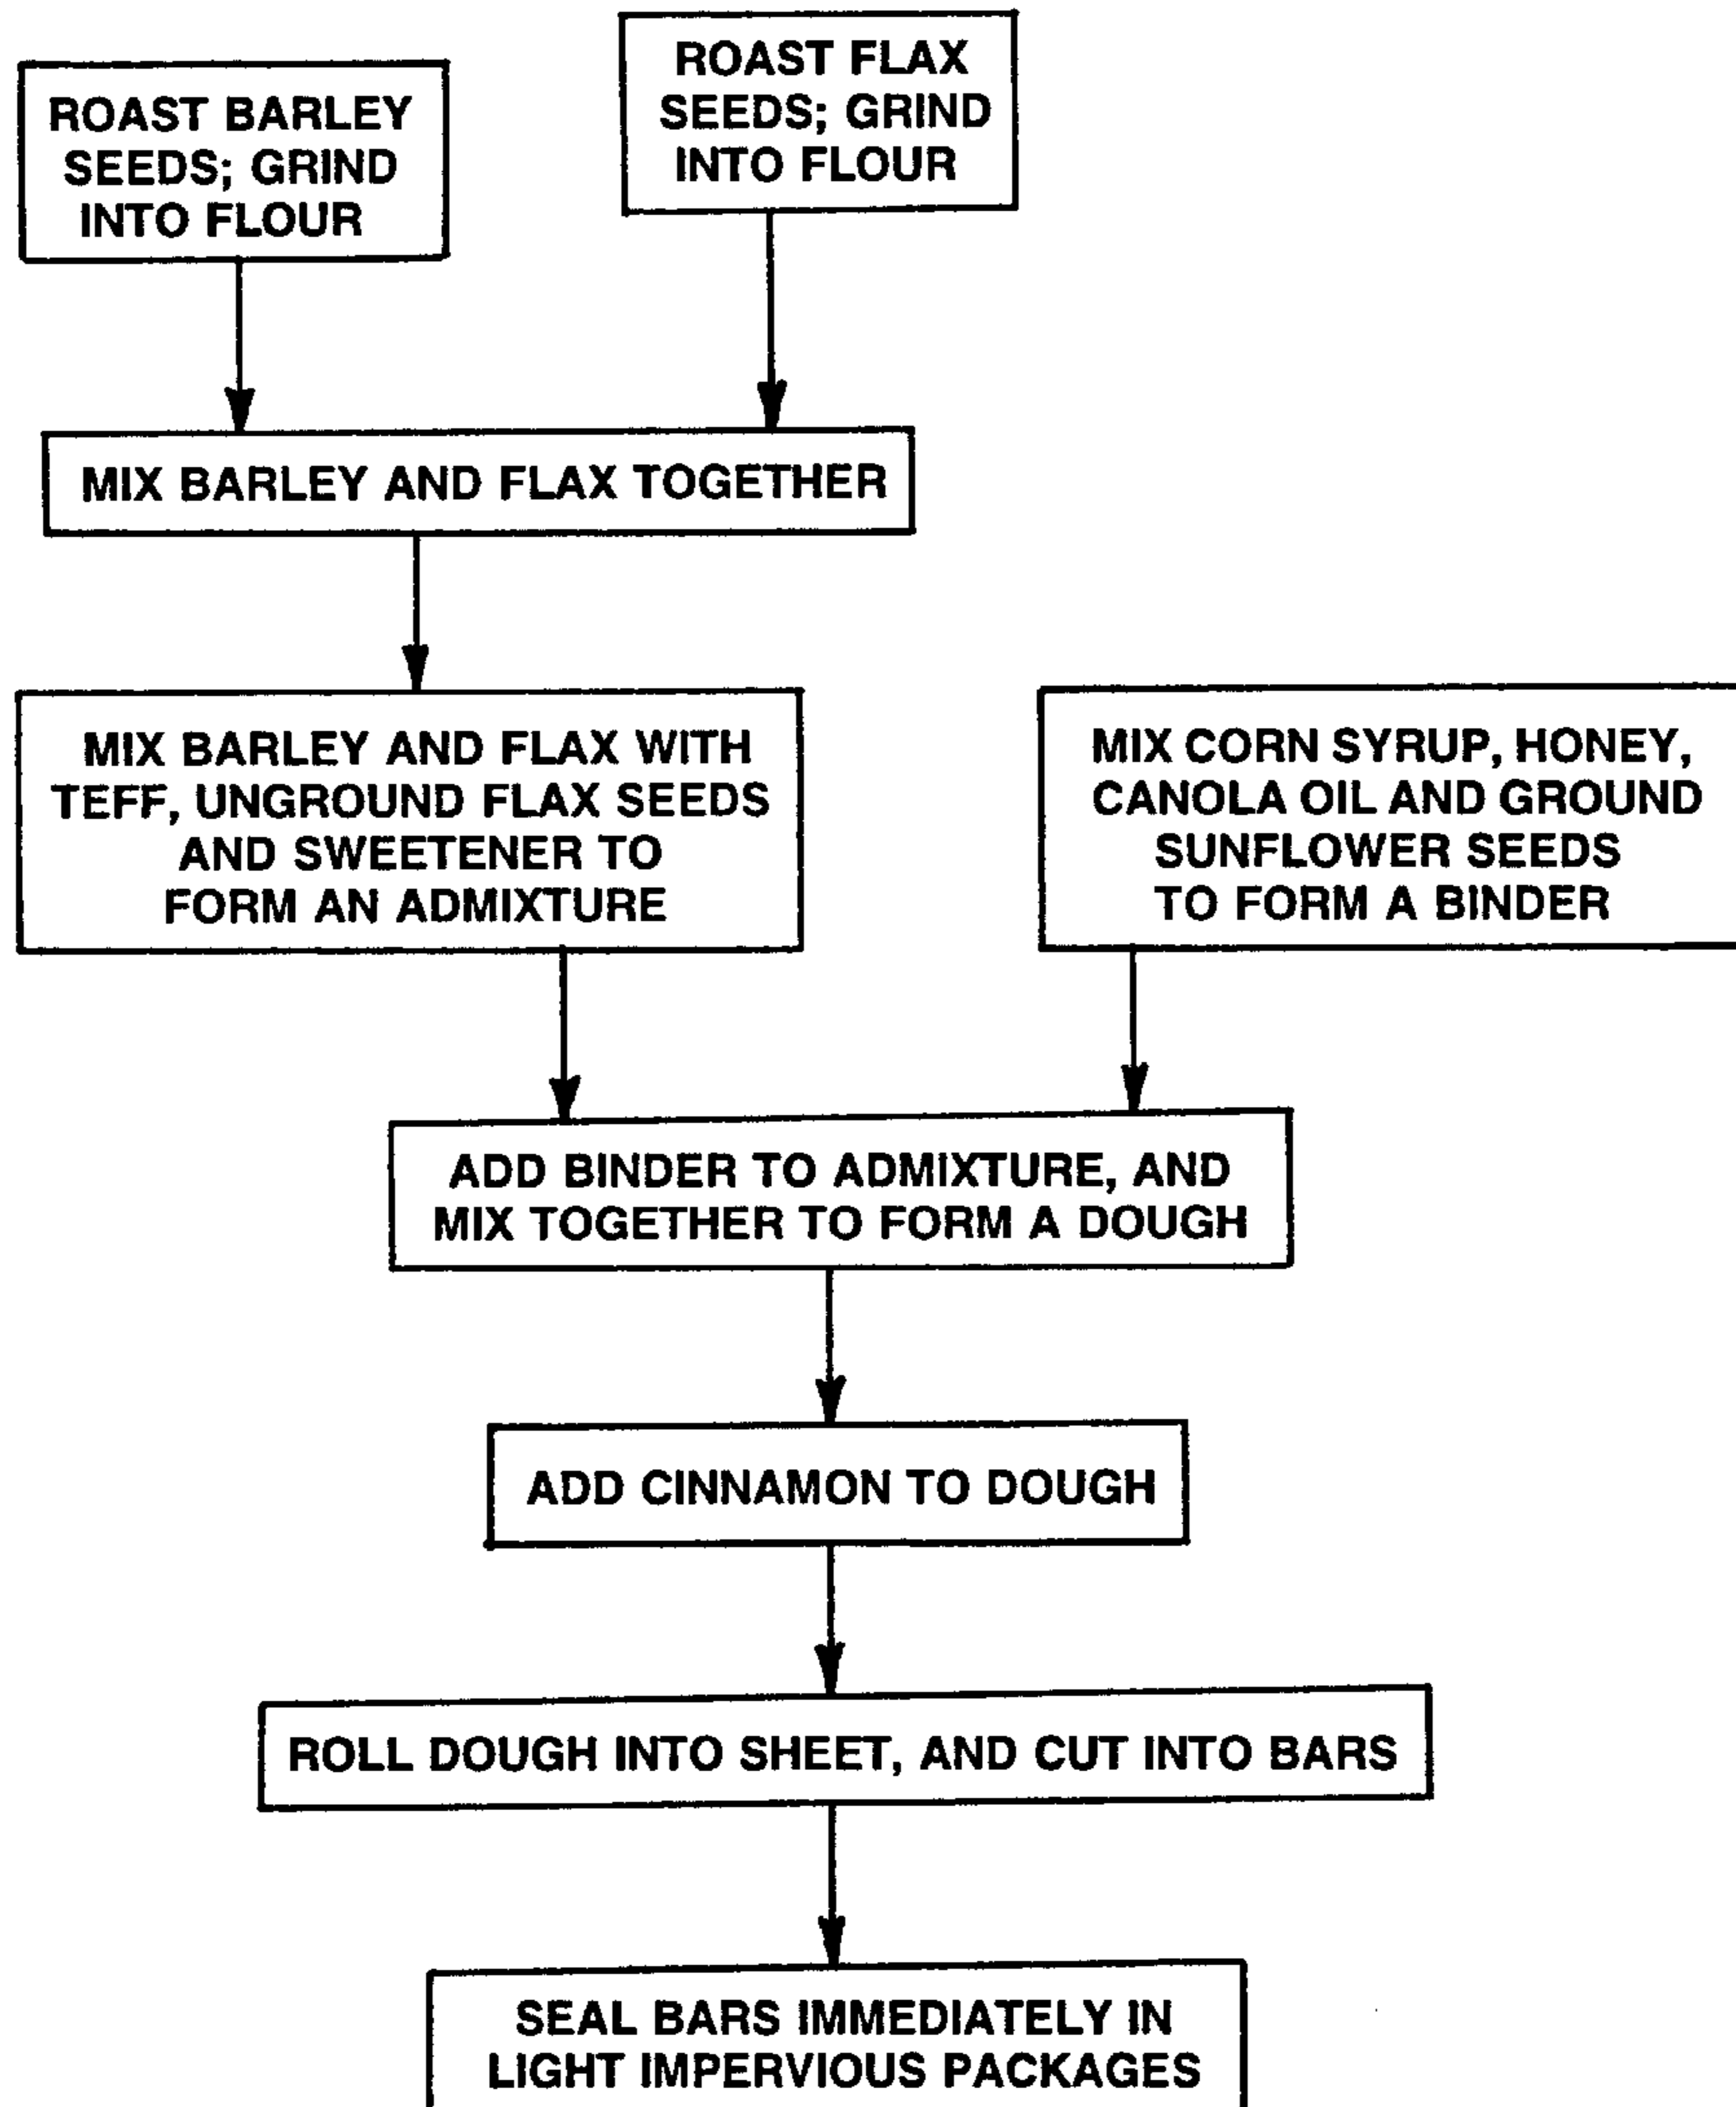 ROAST BARLEY
SEEDS; GRIND
INTO FLOUR
ROAST FLAX
SEEDS; GRIND
INTO FLOUR
MIX BARLEY AND FLAX TOGETHER
MIX BARLEY AND FLAX WITH
TEFF, UNGROUND FLAX SEEDS
AND SWEETENER TO
FORM AN ADMIXTURE
MIX CORN SYRUP, HONEY,
CANOLA OIL AND GROUND
SUNFLOWER SEEDS
TO FORM A BINDER
ADD BINDER TO ADMIXTURE, AND
MIX TOGETHER TO FORM A DOUGH
ADD CINNAMON TO DOUGH
ROLL DOUGH INTO SHEET, AND CUT INTO BARS
SEAL BARS IMMEDIATELY IN
LIGHT IMPERVIOUS PACKAGES